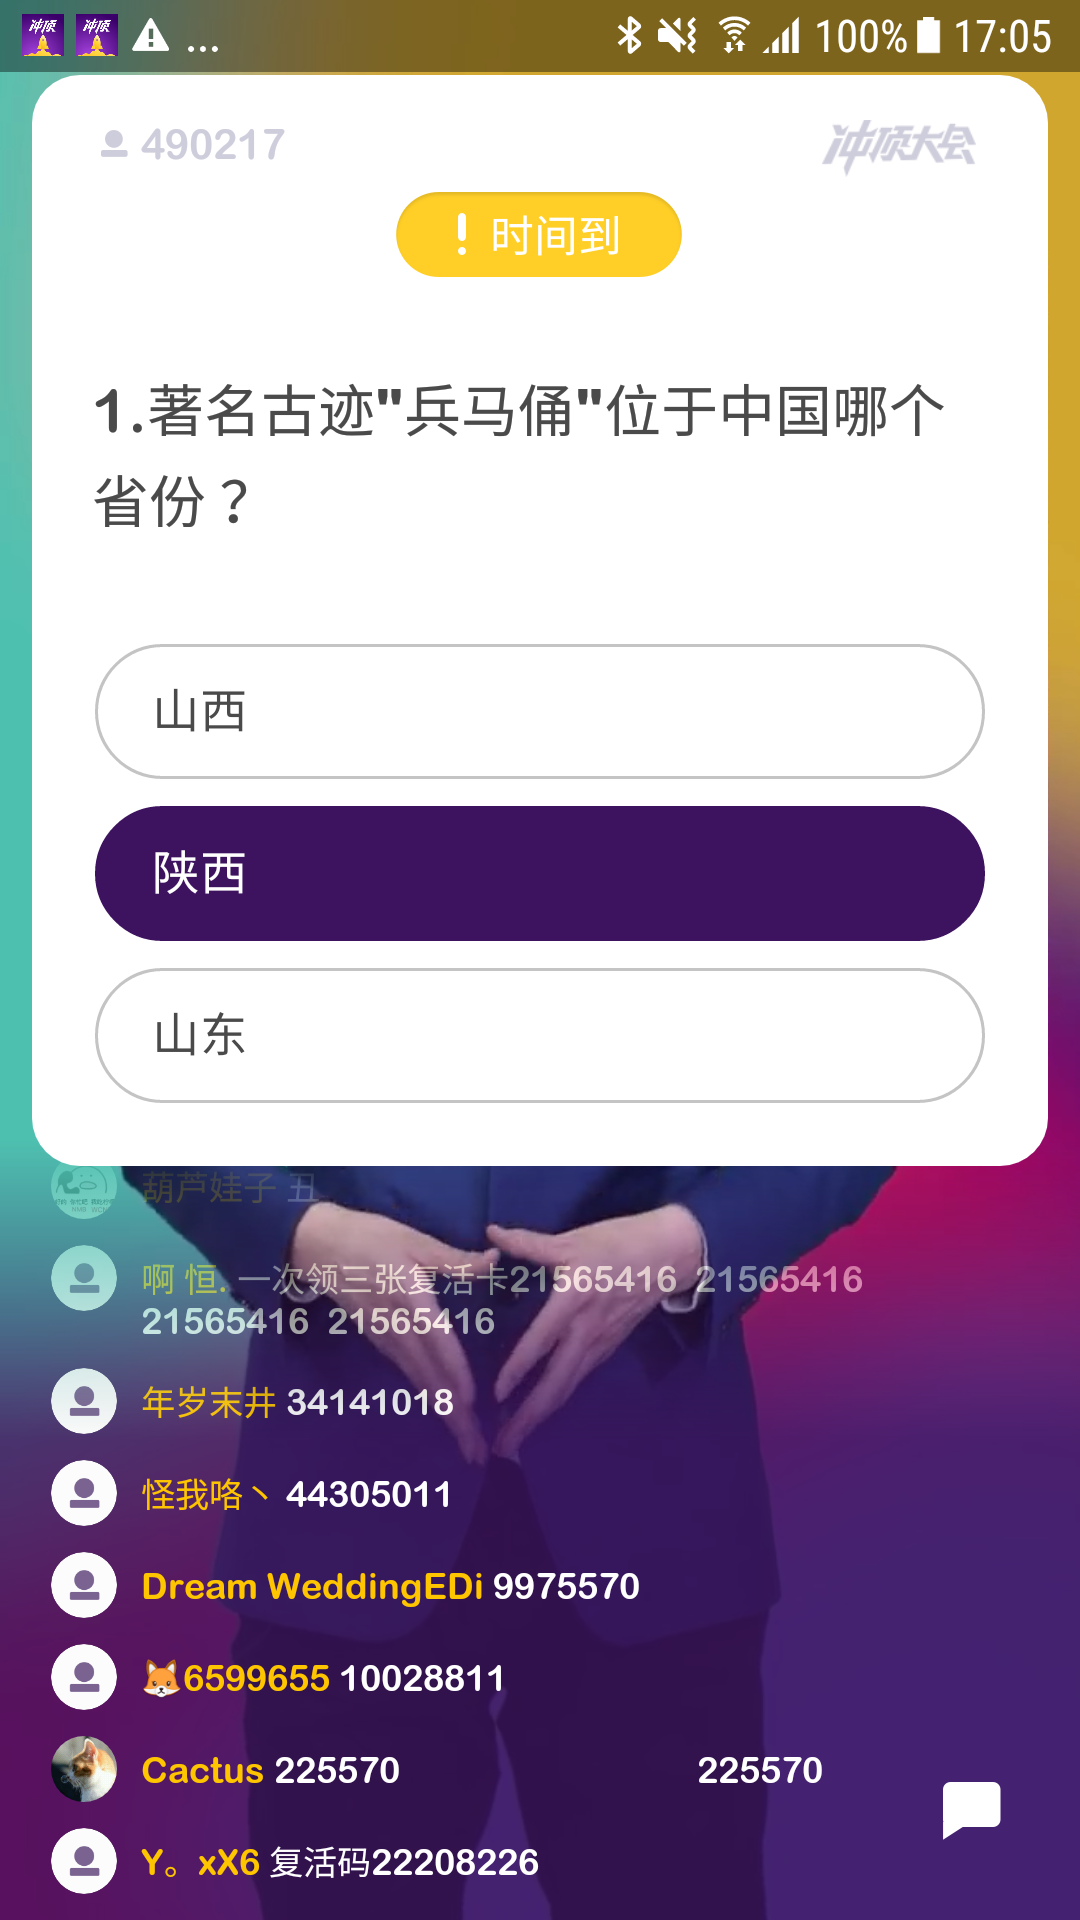 冲顶 冲顶 ... 100% 17:05
490217 冲顶大会
! 时间到
1.著名古迹"兵马俑"位于中国哪个
省份？
山西
陕西
山东
葫芦娃子 丑
啊 恒. 一次领三张复活卡21565416 21565416
21565416 21565416
年岁末井 34141018
怪我咯丶 44305011
Dream WeddingEDi 9975570
🦊6599655 10028811
Cactus 225570 225570
Y。xX6 复活码22208226